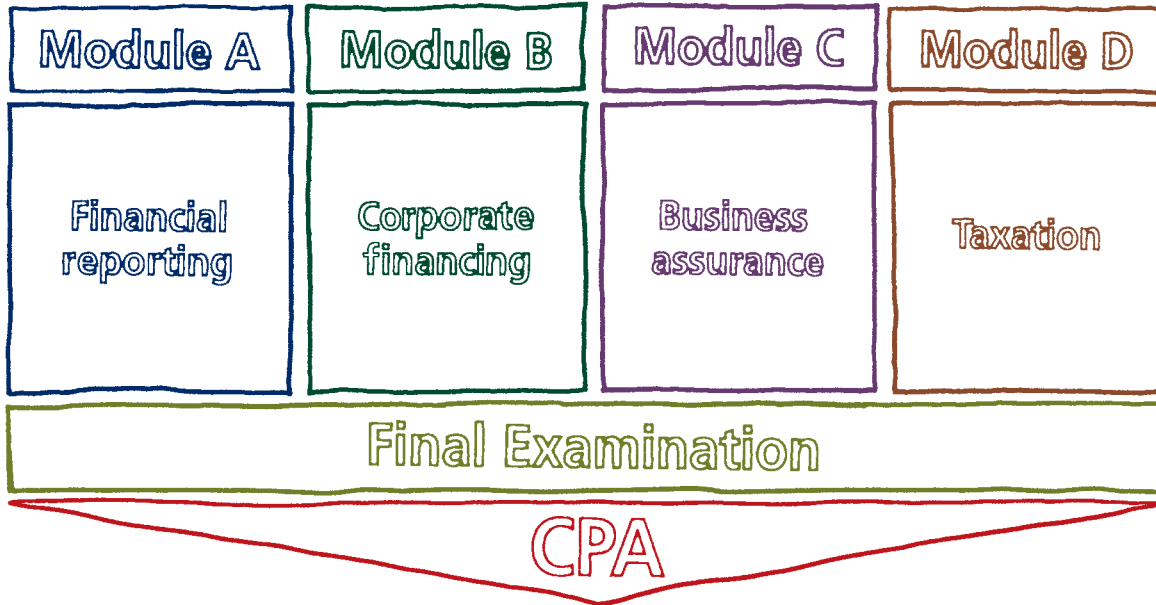 Module A
Module B
Module C
Module D
Financial
reporting
Corporate
financing
Business
assurance
Taxation
Final Examination
CPA